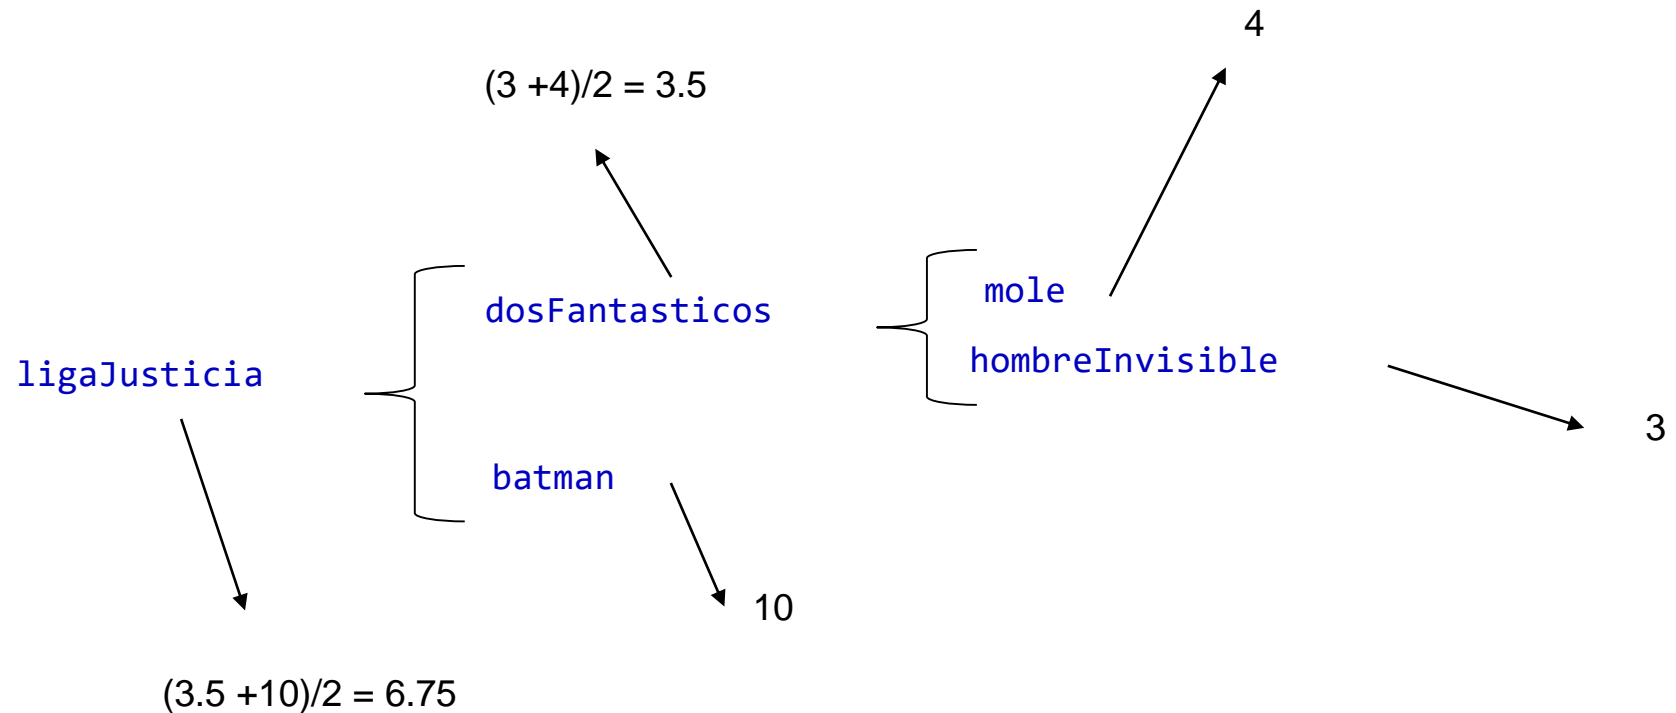 4
(3 +4)/2 = 3.5
mole
dosFantasticos
hombreInvisible
ligaJusticia
3
batman
10
(3.5 +10)/2 = 6.75